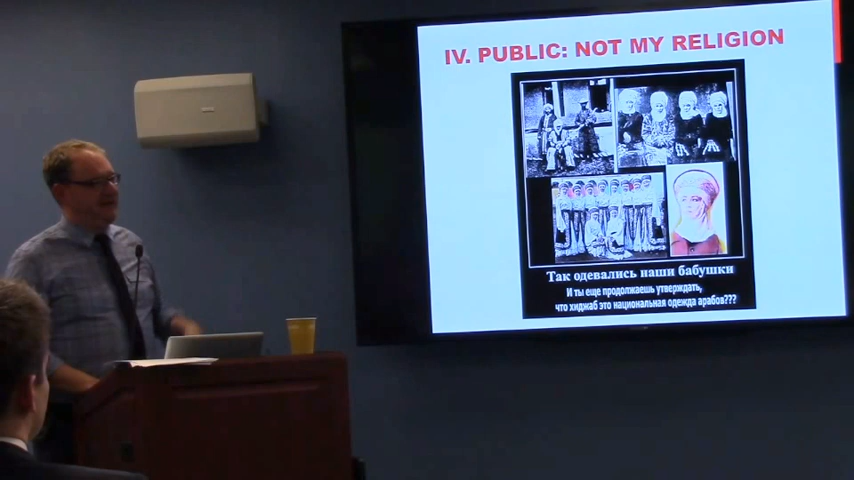 IV. PUBLIC: NOT MY RELIGION
Так одевались наши бабушки
И ты еще продолжаешь утверждать,
что хиджаб это национальная одежда арабов???